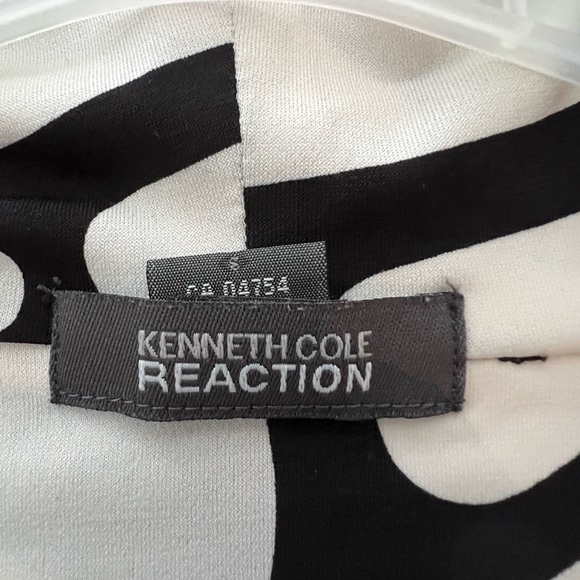 S
CA 04754
KENNETH COLE
REACTION